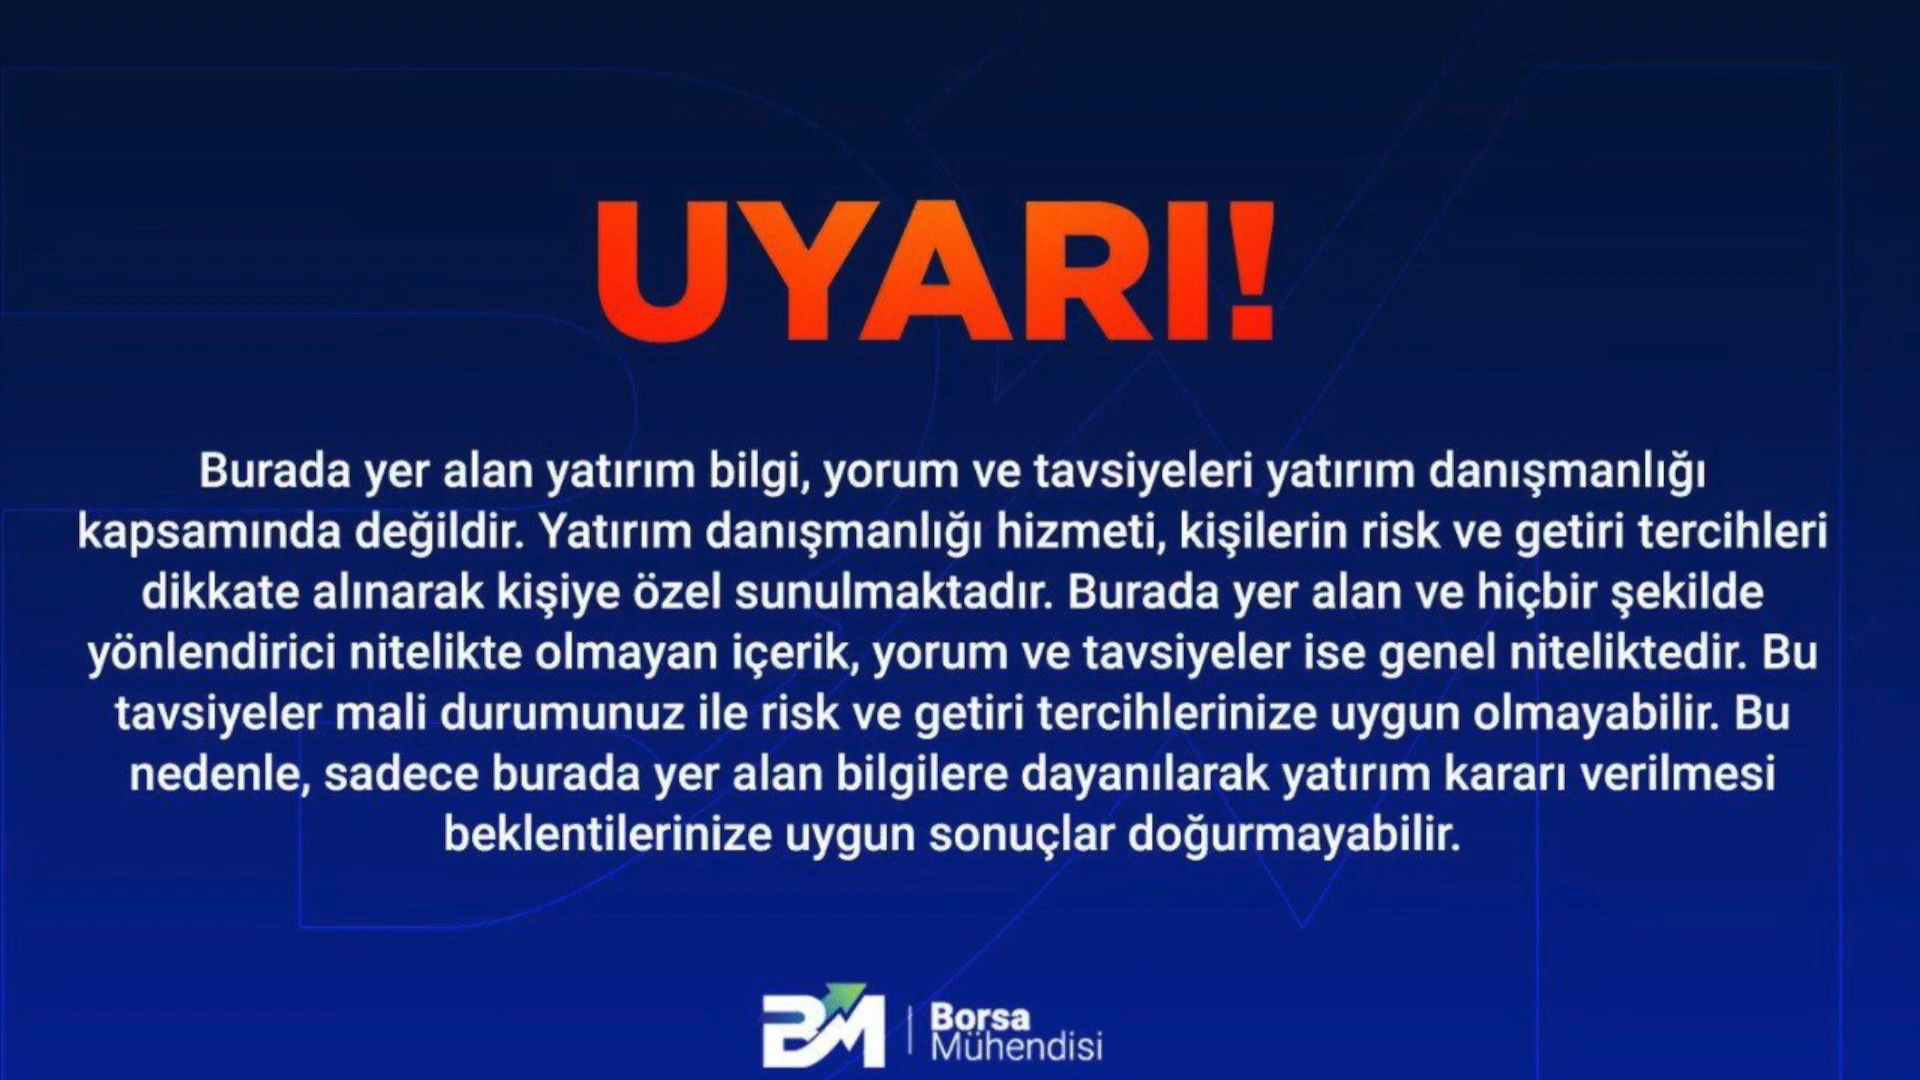 UYARI!
Burada yer alan yatırım bilgi, yorum ve tavsiyeleri yatırım danışmanlığı
kapsamında değildir. Yatırım danışmanlığı hizmeti, kişilerin risk ve getiri tercihleri
dikkate alınarak kişiye özel sunulmaktadır. Burada yer alan ve hiçbir şekilde
yönlendirici nitelikte olmayan içerik, yorum ve tavsiyeler ise genel niteliktedir. Bu
tavsiyeler mali durumunuz ile risk ve getiri tercihlerinize uygun olmayabilir. Bu
nedenle, sadece burada yer alan bilgilere dayanılarak yatırım kararı verilmesi
beklentilerinize uygun sonuçlar doğurmayabilir.
BM
Borsa
Mühendisi